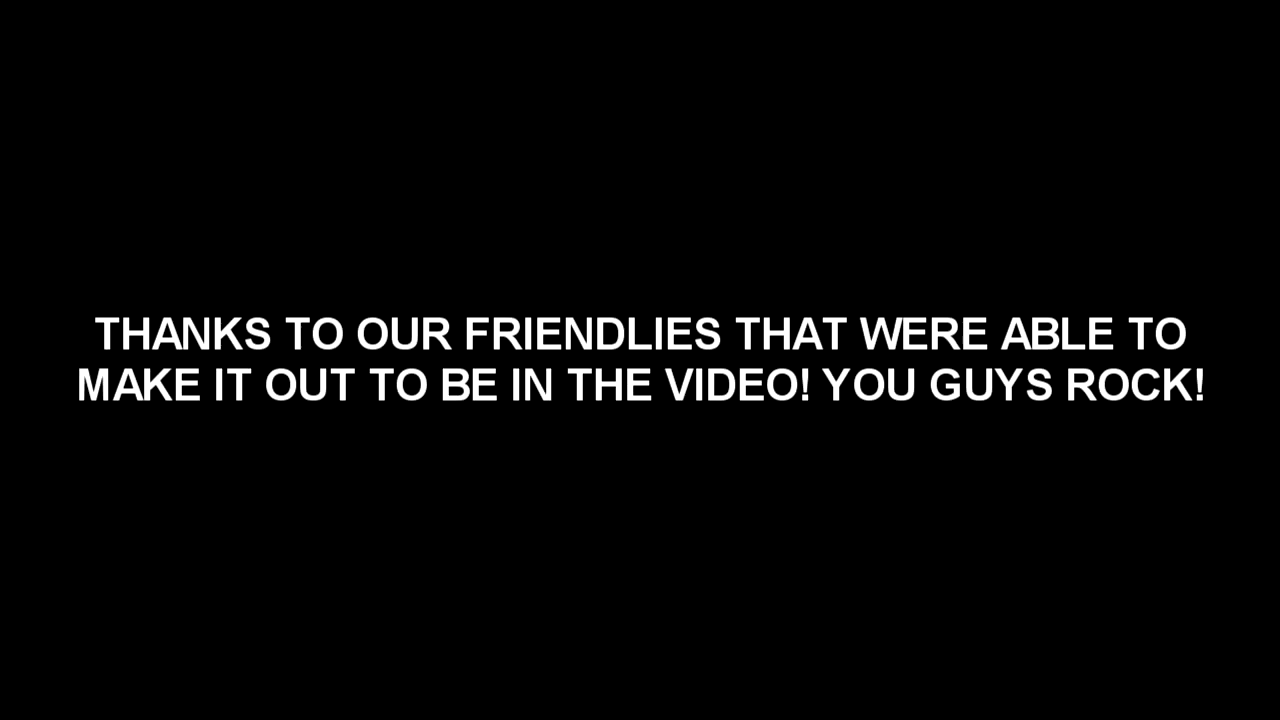 THANKS TO OUR FRIENDLIES THAT WERE ABLE TO
MAKE IT OUT TO BE IN THE VIDEO! YOU GUYS ROCK!